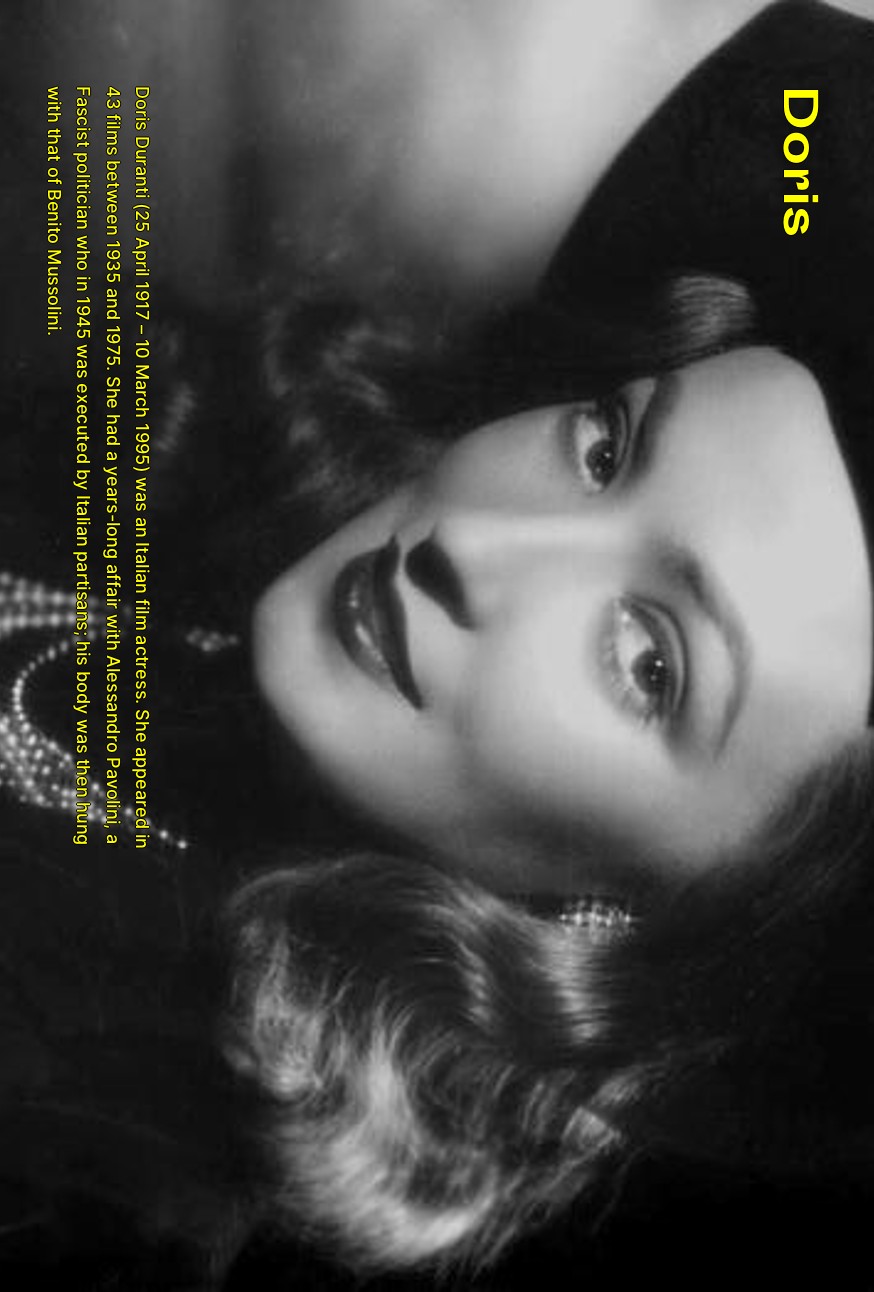 Doris
Doris Duranti (25 April 1917 – 10 March 1995) was an Italian film actress. She appeared in
43 films between 1935 and 1975. She had a years-long affair with Alessandro Pavolini, a
Fascist politician who in 1945 was executed by Italian partisans; his body was then hung
with that of Benito Mussolini.